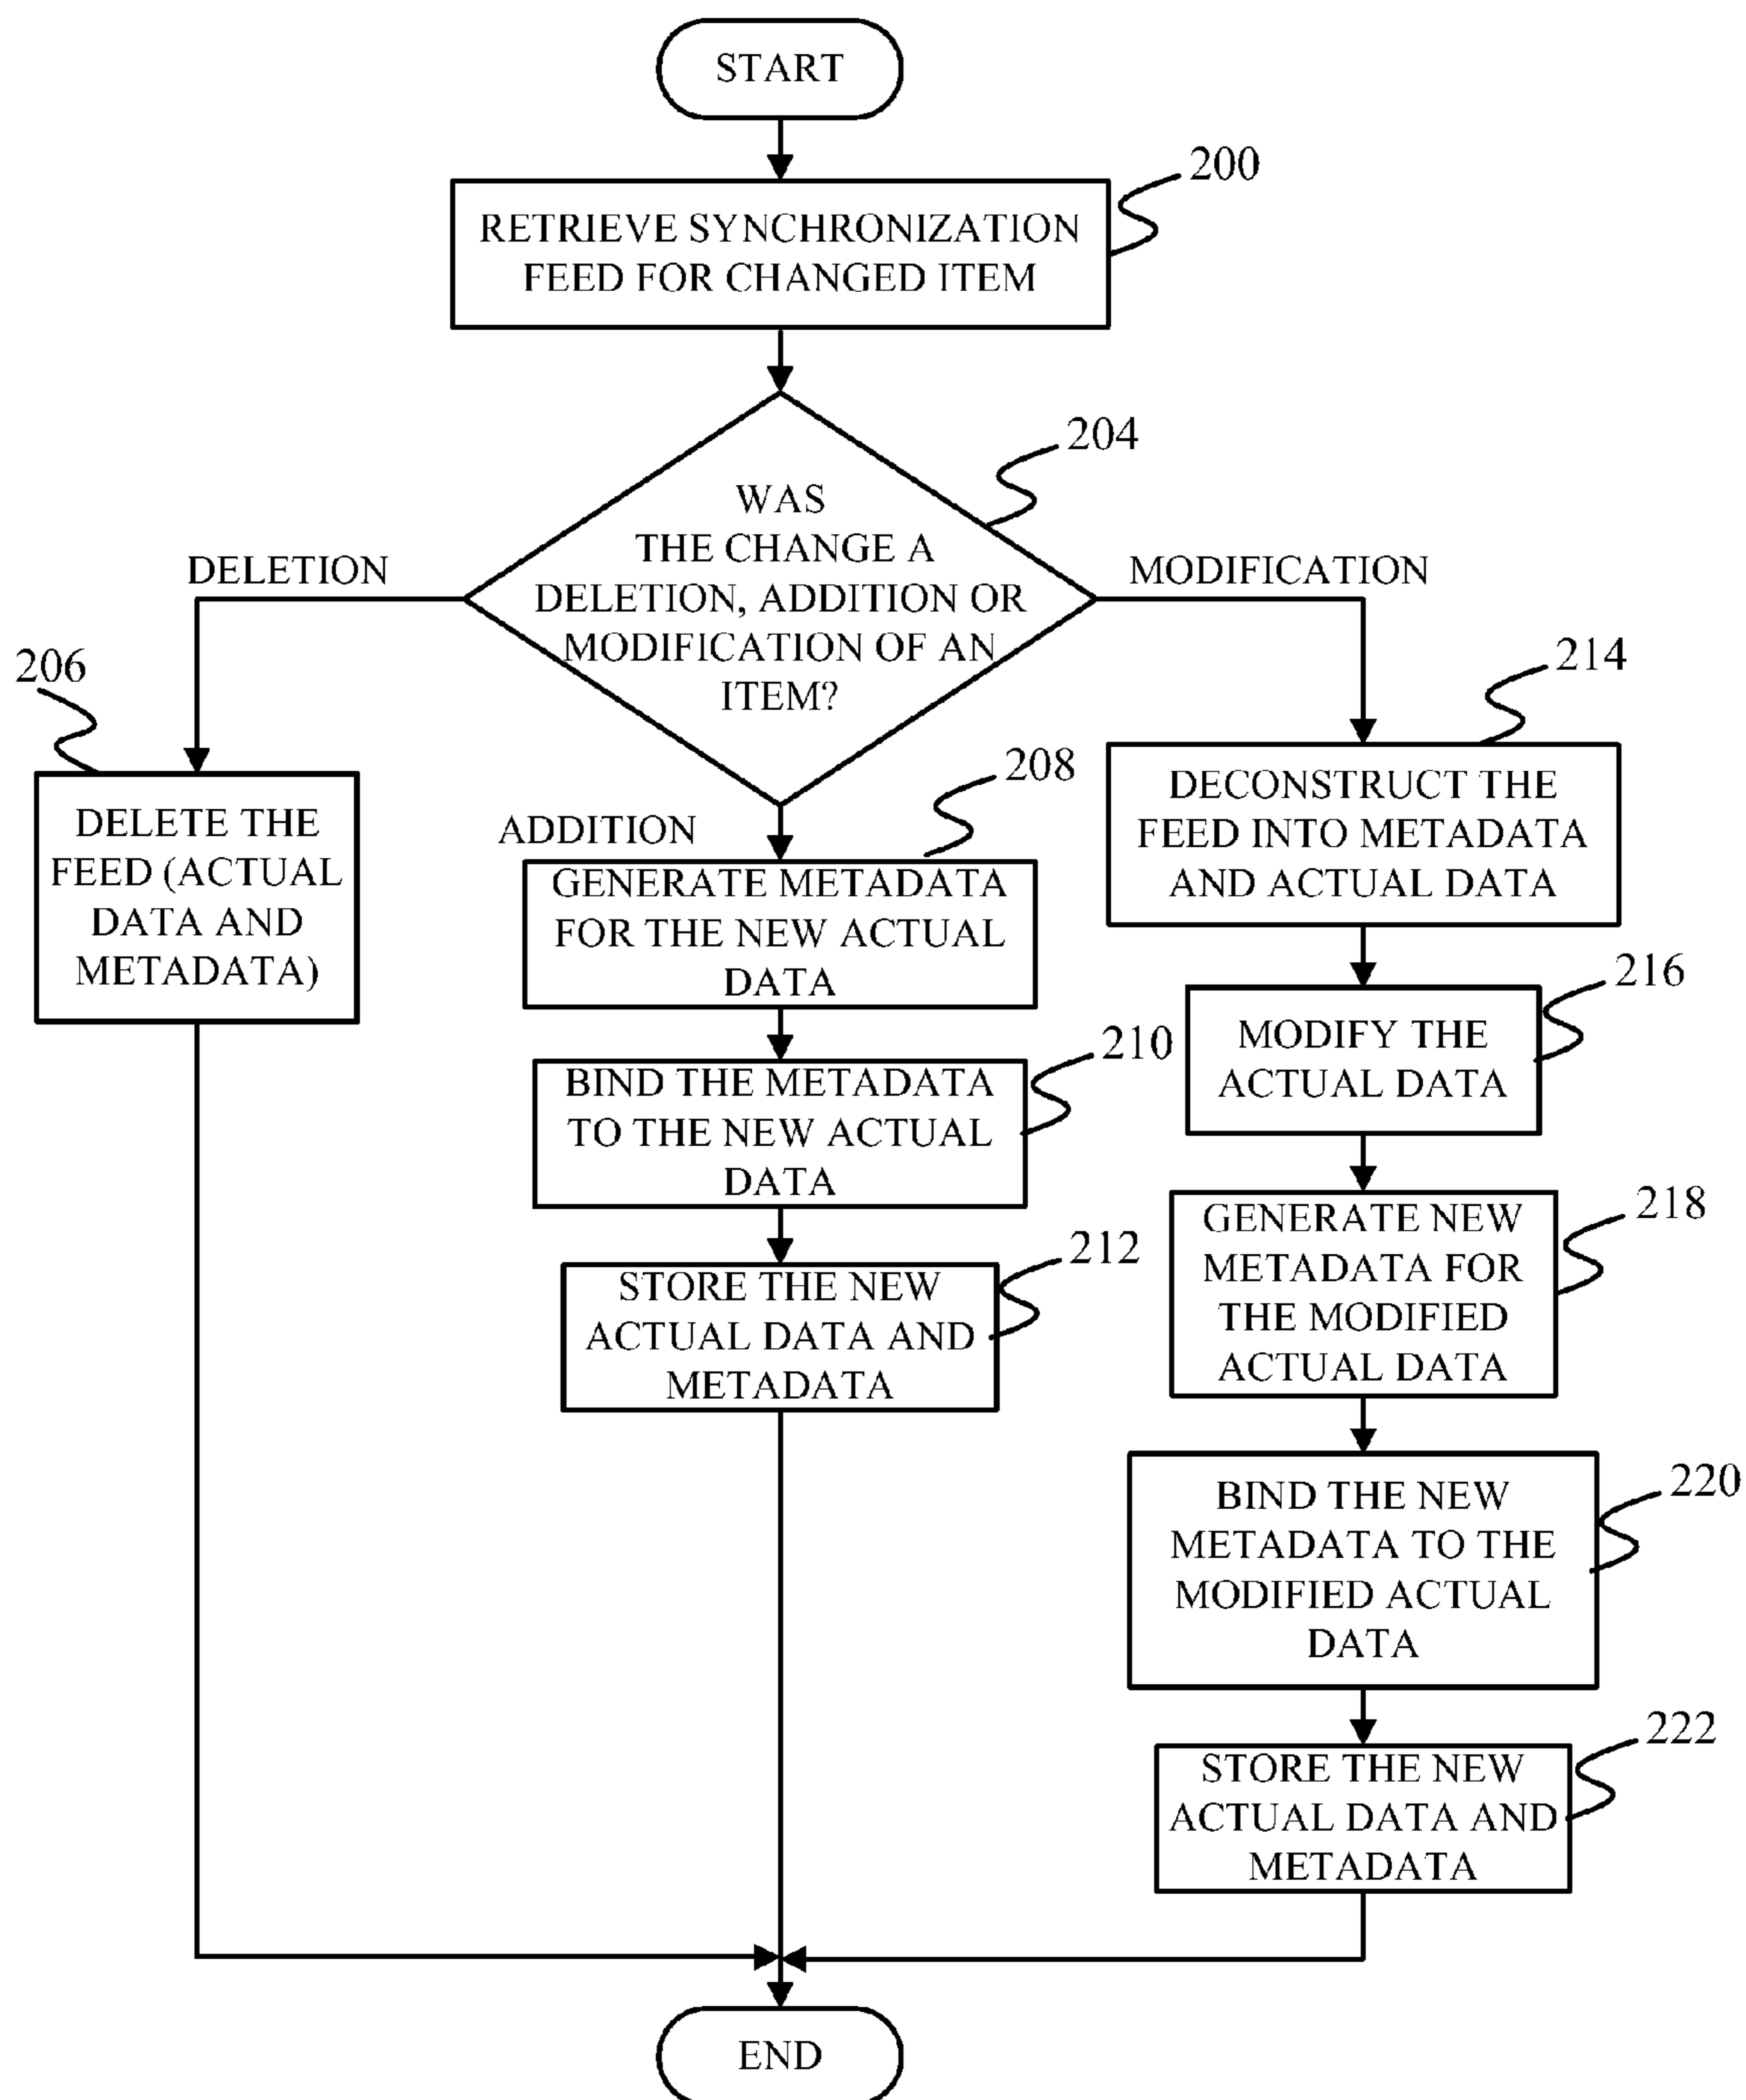 START
200
RETRIEVE SYNCHRONIZATION
FEED FOR CHANGED ITEM
204
WAS
THE CHANGE A
DELETION, ADDITION OR
MODIFICATION OF AN
ITEM?
DELETION
MODIFICATION
206
DELETE THE
FEED (ACTUAL
DATA AND
METADATA)
ADDITION
208
GENERATE METADATA
FOR THE NEW ACTUAL
DATA
210
BIND THE METADATA
TO THE NEW ACTUAL
DATA
212
STORE THE NEW
ACTUAL DATA AND
METADATA
214
DECONSTRUCT THE
FEED INTO METADATA
AND ACTUAL DATA
216
MODIFY THE
ACTUAL DATA
218
GENERATE NEW
METADATA FOR
THE MODIFIED
ACTUAL DATA
220
BIND THE NEW
METADATA TO THE
MODIFIED ACTUAL
DATA
222
STORE THE NEW
ACTUAL DATA AND
METADATA
END